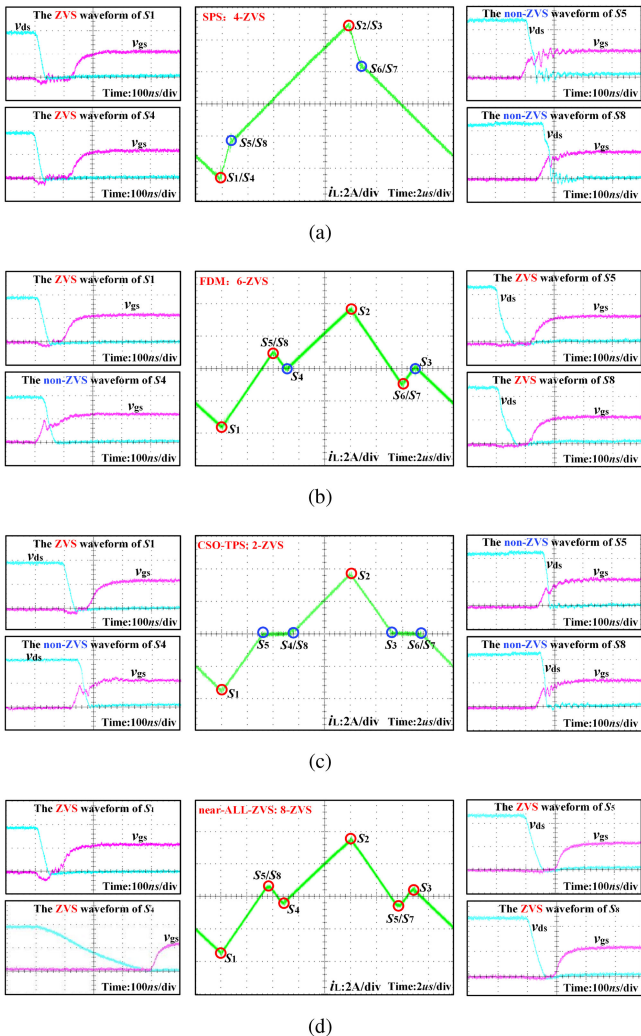 The ZVS waveform of S1
vds
vgs
Time:100ns/div
The ZVS waveform of S4
vgs
Time:100ns/div
SPS: 4-ZVS
S2/S3
S6/S7
S5/S8
S1/S4
iL:2A/div Time:2us/div
The non-ZVS waveform of S5
vds
vgs
Time:100ns/div
The non-ZVS waveform of S8
vds
vgs
Time:100ns/div
(a)
The ZVS waveform of S1
vgs
Time:100ns/div
The non-ZVS waveform of S4
vgs
Time:100ns/div
FDM: 6-ZVS
S2
S5/S8
S4
S3
S6/S7
S1
iL:2A/div Time:2us/div
The ZVS waveform of S5
vds
vgs
Time:100ns/div
The ZVS waveform of S8
vds
vgs
Time:100ns/div
(b)
The ZVS waveform of S1
vds
vgs
Time:100ns/div
The non-ZVS waveform of S4
vds
vgs
Time:100ns/div
CSO-TPS: 2-ZVS
S2
S5 S4/S8
S3 S6/S7
S1
iL:2A/div Time:2us/div
The non-ZVS waveform of S5
vds
vgs
Time:100ns/div
The non-ZVS waveform of S8
vds
vgs
Time:100ns/div
(c)
The ZVS waveform of S1
vgs
Time:100ns/div
The ZVS waveform of S4
vgs
Time:100ns/div
near-ALL-ZVS: 8-ZVS
S2
S5/S8
S4
S3
S5/S7
S1
iL:2A/div Time:2us/div
The ZVS waveform of S5
vds
vgs
Time:100ns/div
The ZVS waveform of S8
vds
vgs
Time:100ns/div
(d)